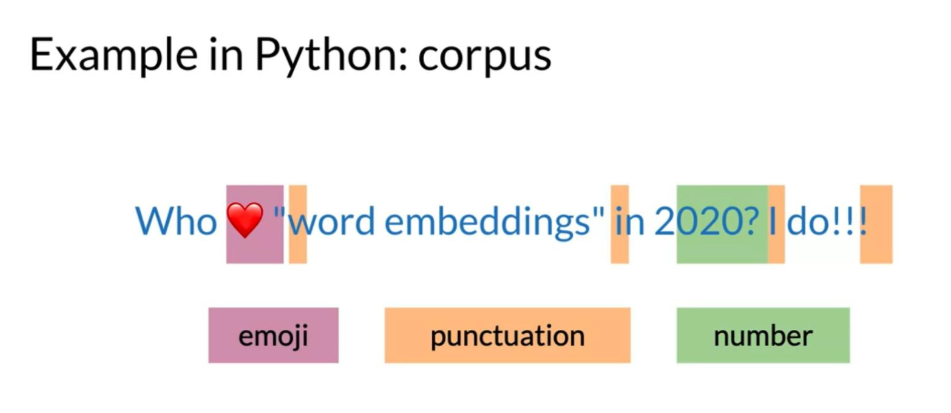 Example in Python: corpus
Who ❤️ "word embeddings" in 2020? I do!!!
emoji punctuation number